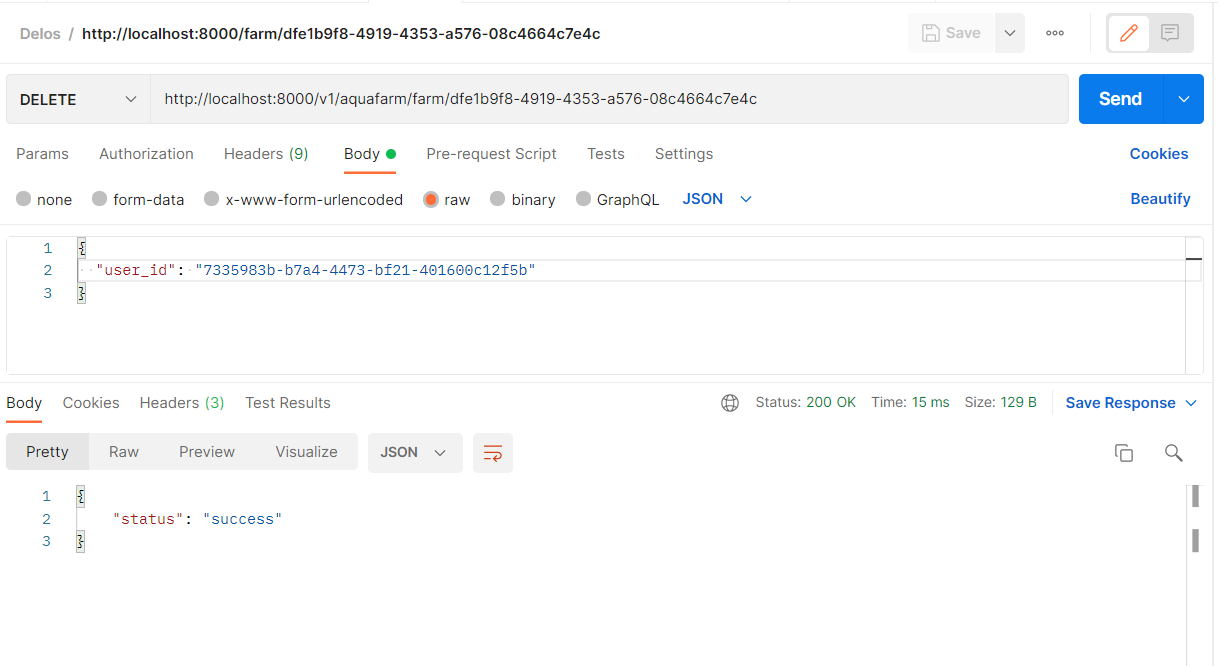 Delos / http://localhost:8000/farm/dfe1b9f8-4919-4353-a576-08c4664c7e4c Save
DELETE http://localhost:8000/v1/aquafarm/farm/dfe1b9f8-4919-4353-a576-08c4664c7e4c Send
Params Authorization Headers (9) Body Pre-request Script Tests Settings Cookies
none form-data x-www-form-urlencoded raw binary GraphQL JSON Beautify
1 {
2 "user_id": "7335983b-b7a4-4473-bf21-401600c12f5b"
3 }
Body Cookies Headers (3) Test Results Status: 200 OK Time: 15 ms Size: 129 B Save Response
Pretty Raw Preview Visualize JSON
1 {
2 "status": "success"
3 }